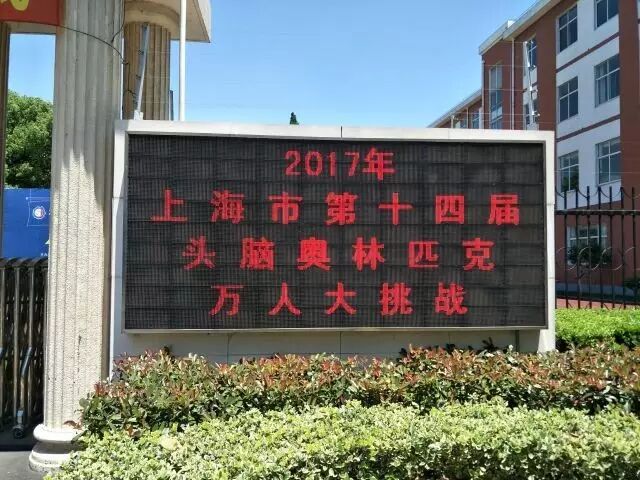 2017年
上海市第十四届
头脑奥林匹克
万人大挑战